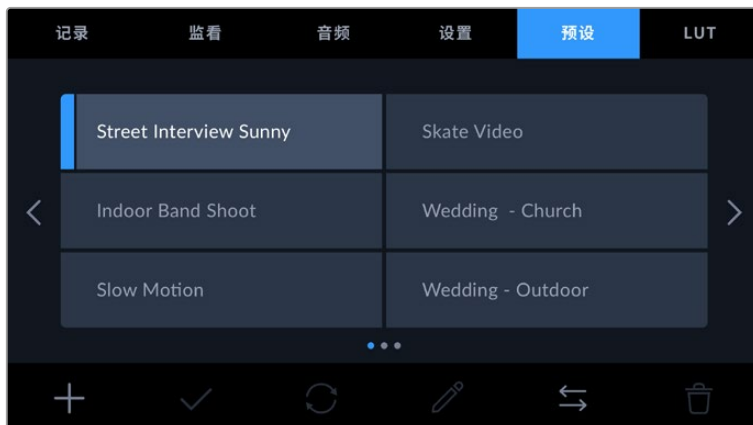 记录 监看 音频 设置 预设 LUT
Street Interview Sunny Skate Video
Indoor Band Shoot Wedding - Church
Slow Motion Wedding - Outdoor